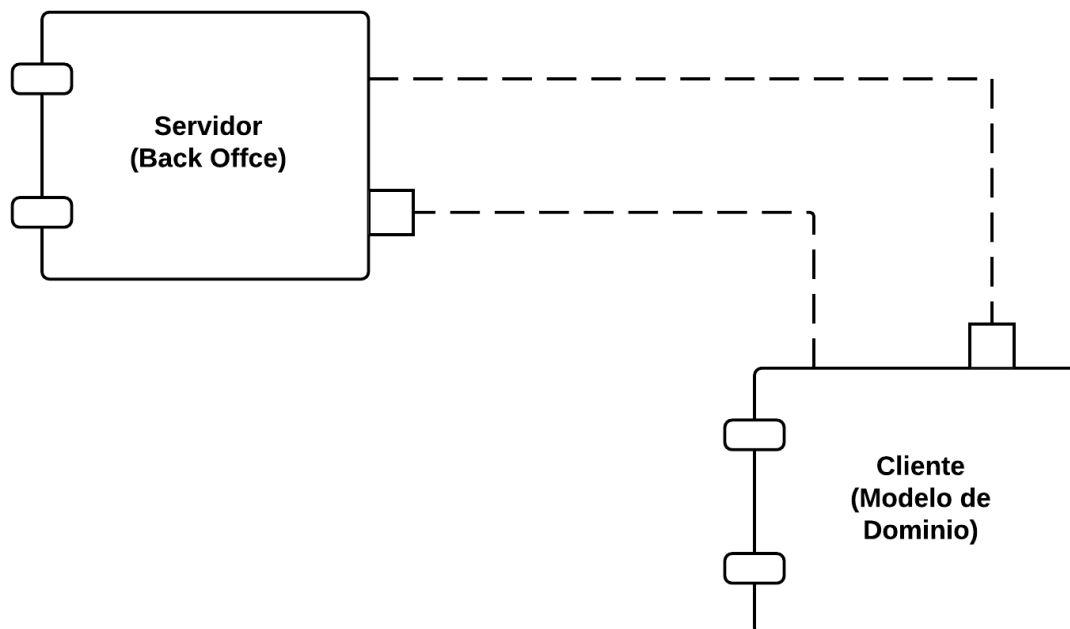 Servidor
(Back Offce)
Cliente
(Modelo de
Dominio)